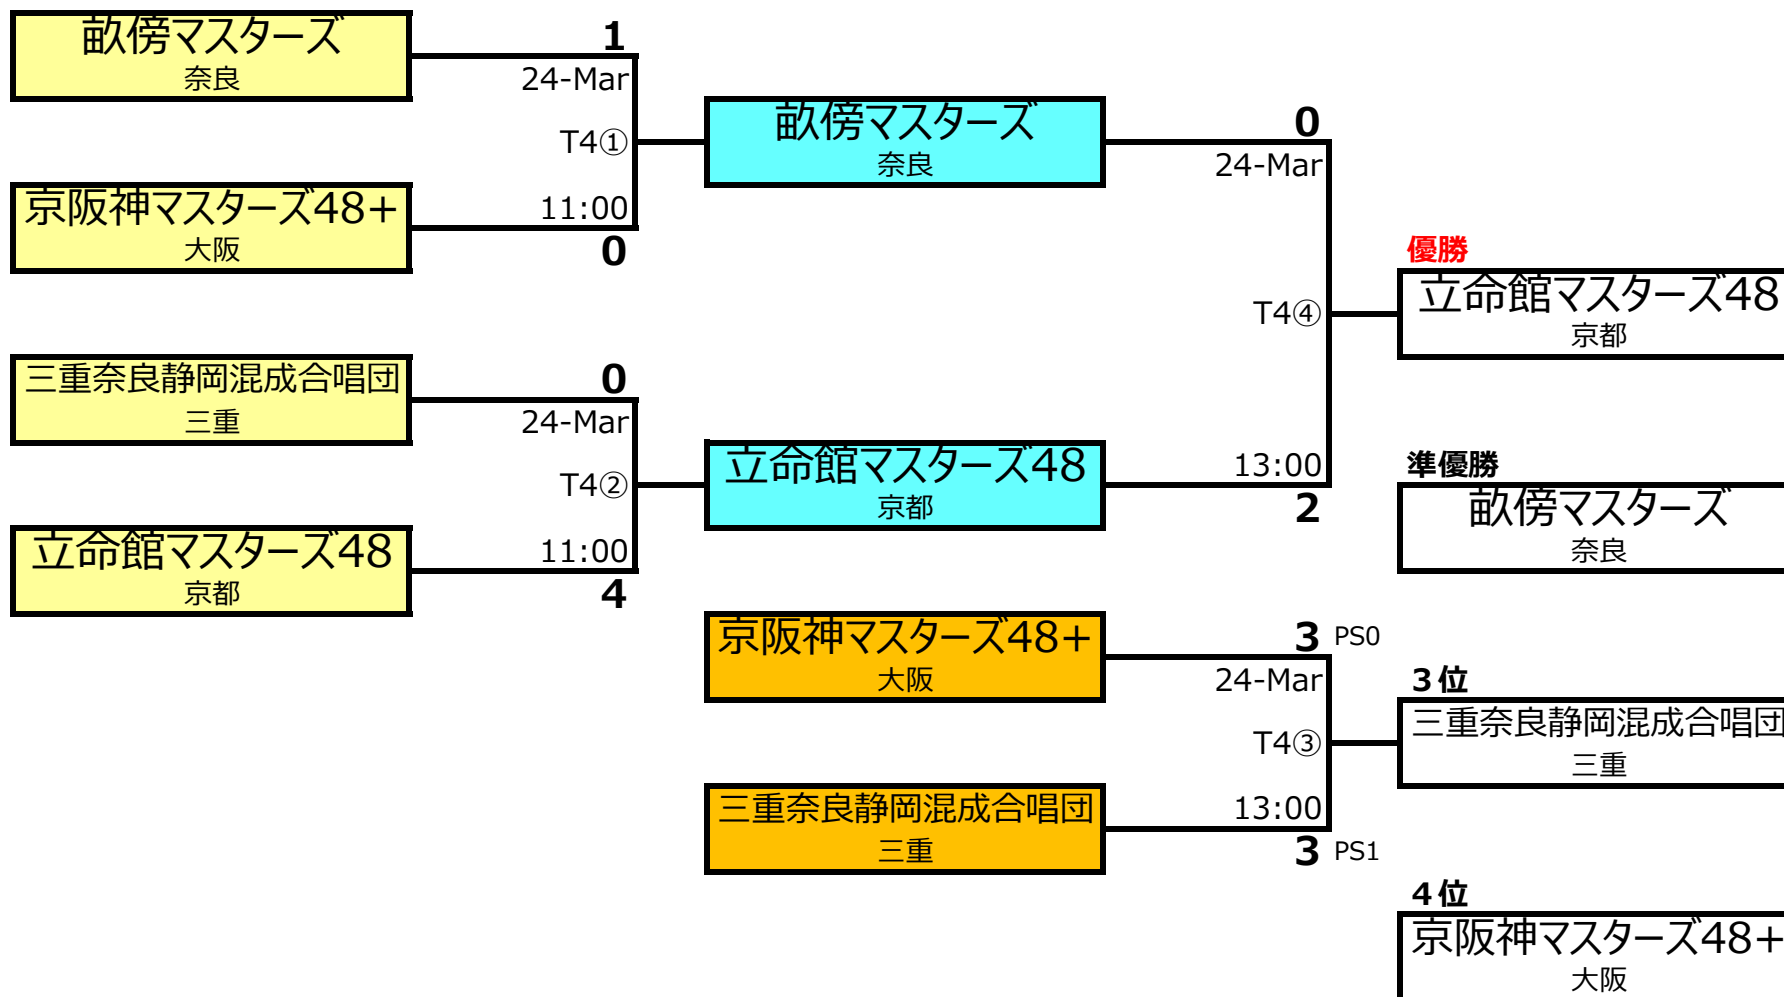 畝傍マスターズ
奈良
1
24-Mar
T4①
京阪神マスターズ48+
大阪
11:00
0
三重奈良静岡混成合唱団
三重
0
24-Mar
T4②
立命館マスターズ48
京都
11:00
4
畝傍マスターズ
奈良
0
24-Mar
T4④
立命館マスターズ48
京都
13:00
2
京阪神マスターズ48+
大阪
3 PS0
24-Mar
T4③
三重奈良静岡混成合唱団
三重
13:00
3 PS1
優勝
立命館マスターズ48
京都
準優勝
畝傍マスターズ
奈良
3位
三重奈良静岡混成合唱団
三重
4位
京阪神マスターズ48+
大阪